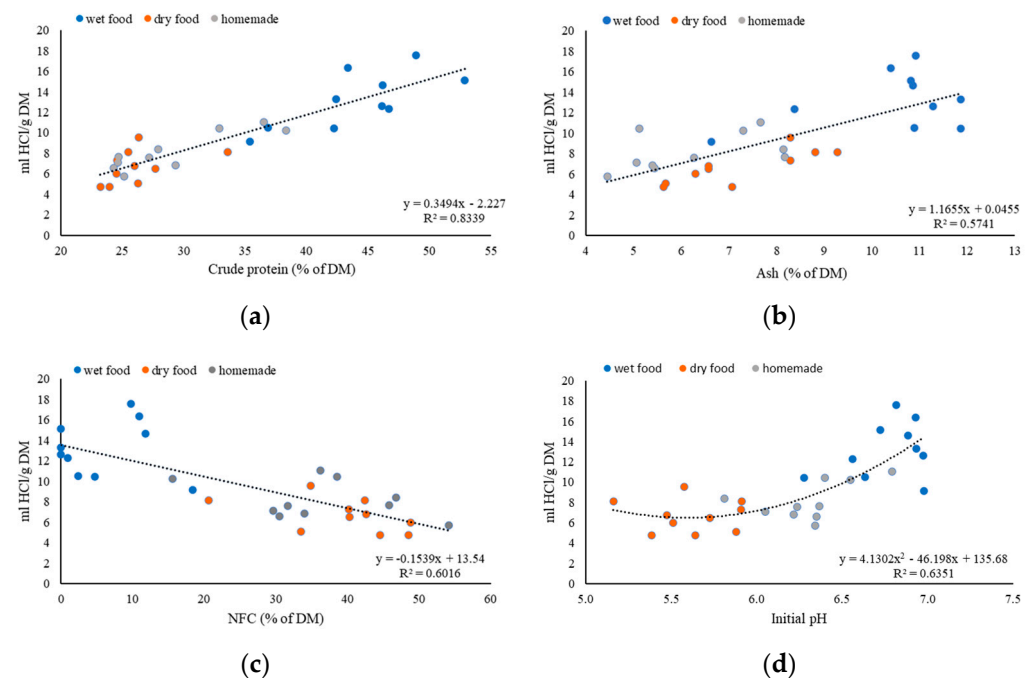 wet food dry food homemade
20
18
16
14
12
10
8
6
4
2
0
ml HCl/g DM
y = 0.3494x - 2.227
R² = 0.8339
20 25 30 35 40 45 50 55
Crude protein (% of DM)
(a)
wet food dry food homemade
20
18
16
14
12
10
8
6
4
2
0
ml HCl/g DM
y = 1.1655x + 0.0455
R² = 0.5741
4 5 6 7 8 9 10 11 12 13
Ash (% of DM)
(b)
wet food dry food homemade
20
18
16
14
12
10
8
6
4
2
0
ml HCl/g DM
y = -0.1539x + 13.54
R² = 0.6016
0 10 20 30 40 50 60
NFC (% of DM)
(c)
wet food dry food homemade
20
18
16
14
12
10
8
6
4
2
0
ml HCl/g DM
y = 4.1302x² - 46.198x + 135.68
R² = 0.6351
5.0 5.5 6.0 6.5 7.0 7.5
Initial pH
(d)